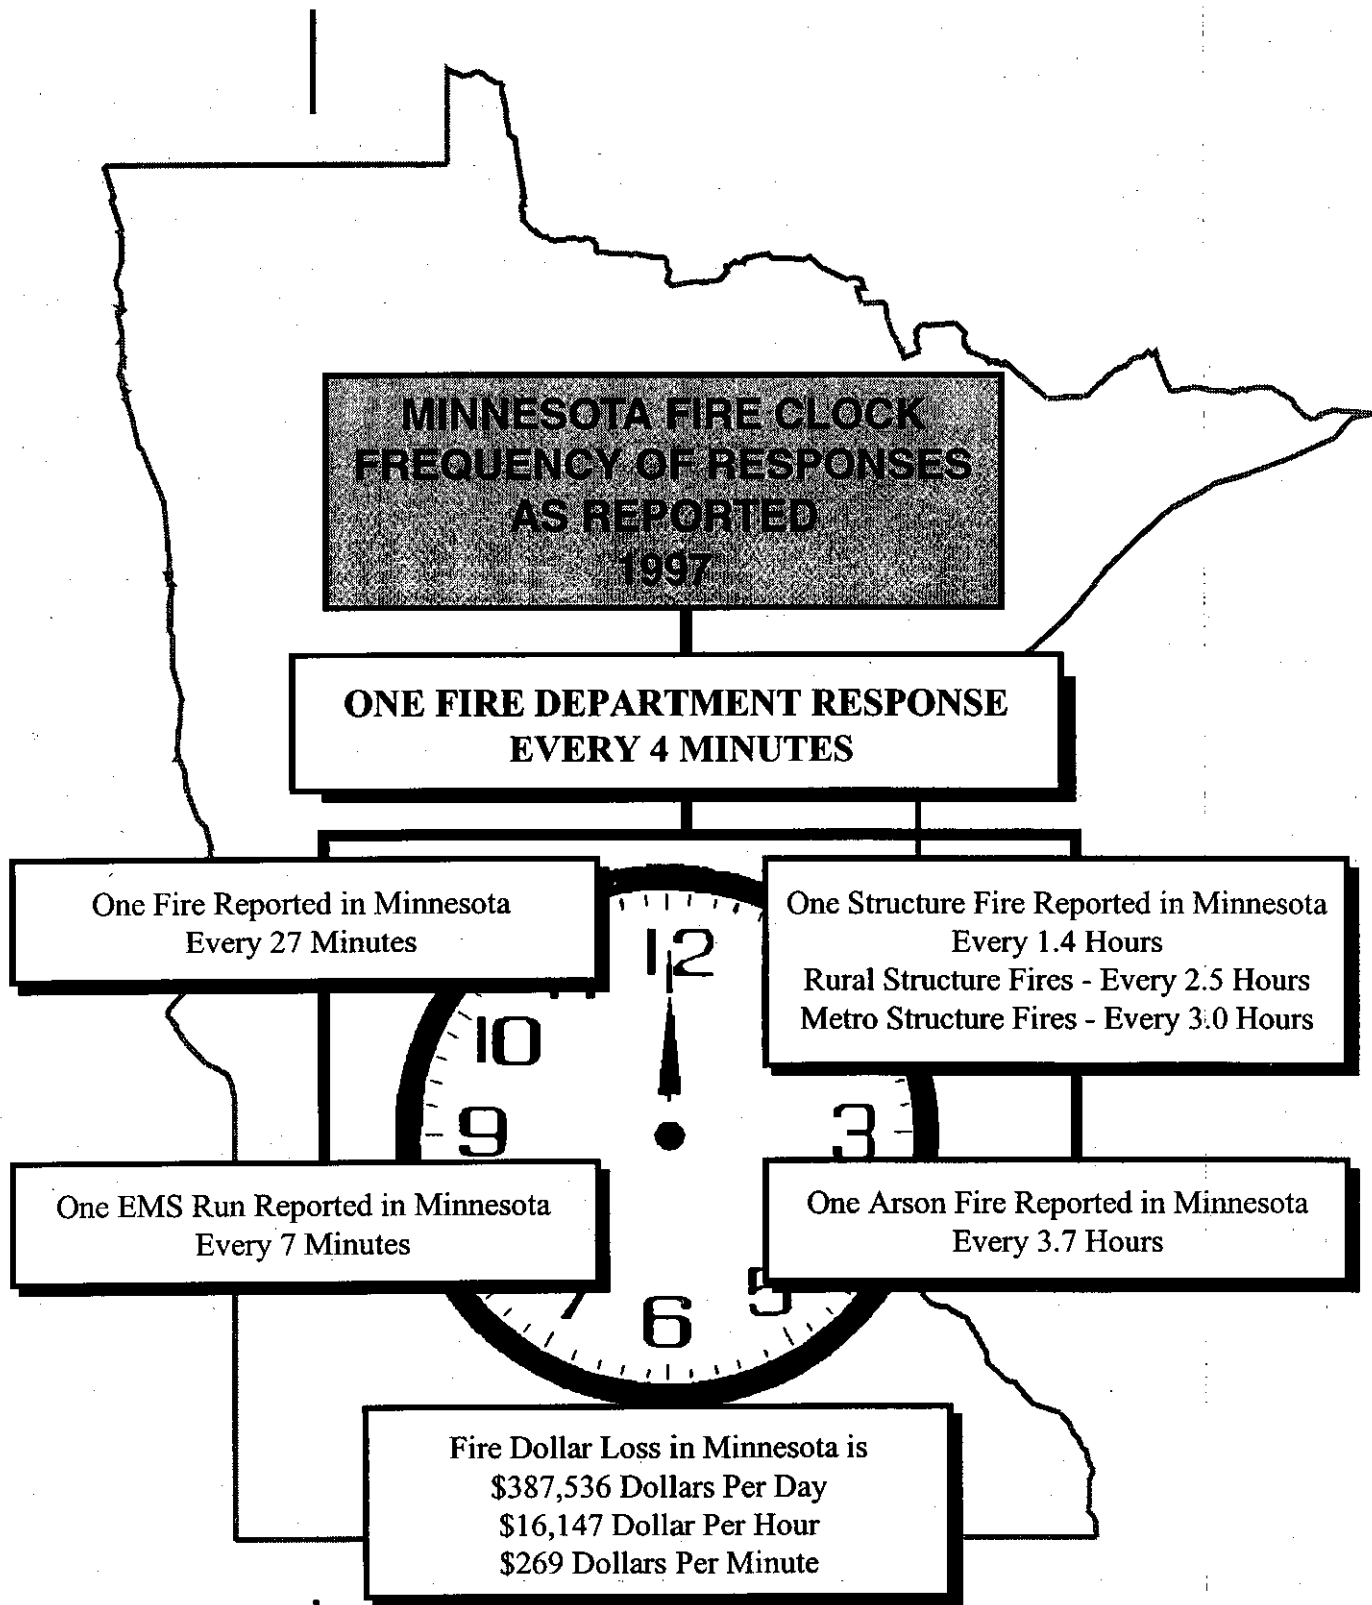 MINNESOTA FIRE CLOCK
FREQUENCY OF RESPONSES
AS REPORTED
1997
ONE FIRE DEPARTMENT RESPONSE
EVERY 4 MINUTES
One Fire Reported in Minnesota
Every 27 Minutes
One Structure Fire Reported in Minnesota
Every 1.4 Hours
Rural Structure Fires - Every 2.5 Hours
Metro Structure Fires - Every 3.0 Hours
12
10
9
3
One EMS Run Reported in Minnesota
Every 7 Minutes
One Arson Fire Reported in Minnesota
Every 3.7 Hours
7
6
5
Fire Dollar Loss in Minnesota is
$387,536 Dollars Per Day
$16,147 Dollar Per Hour
$269 Dollars Per Minute